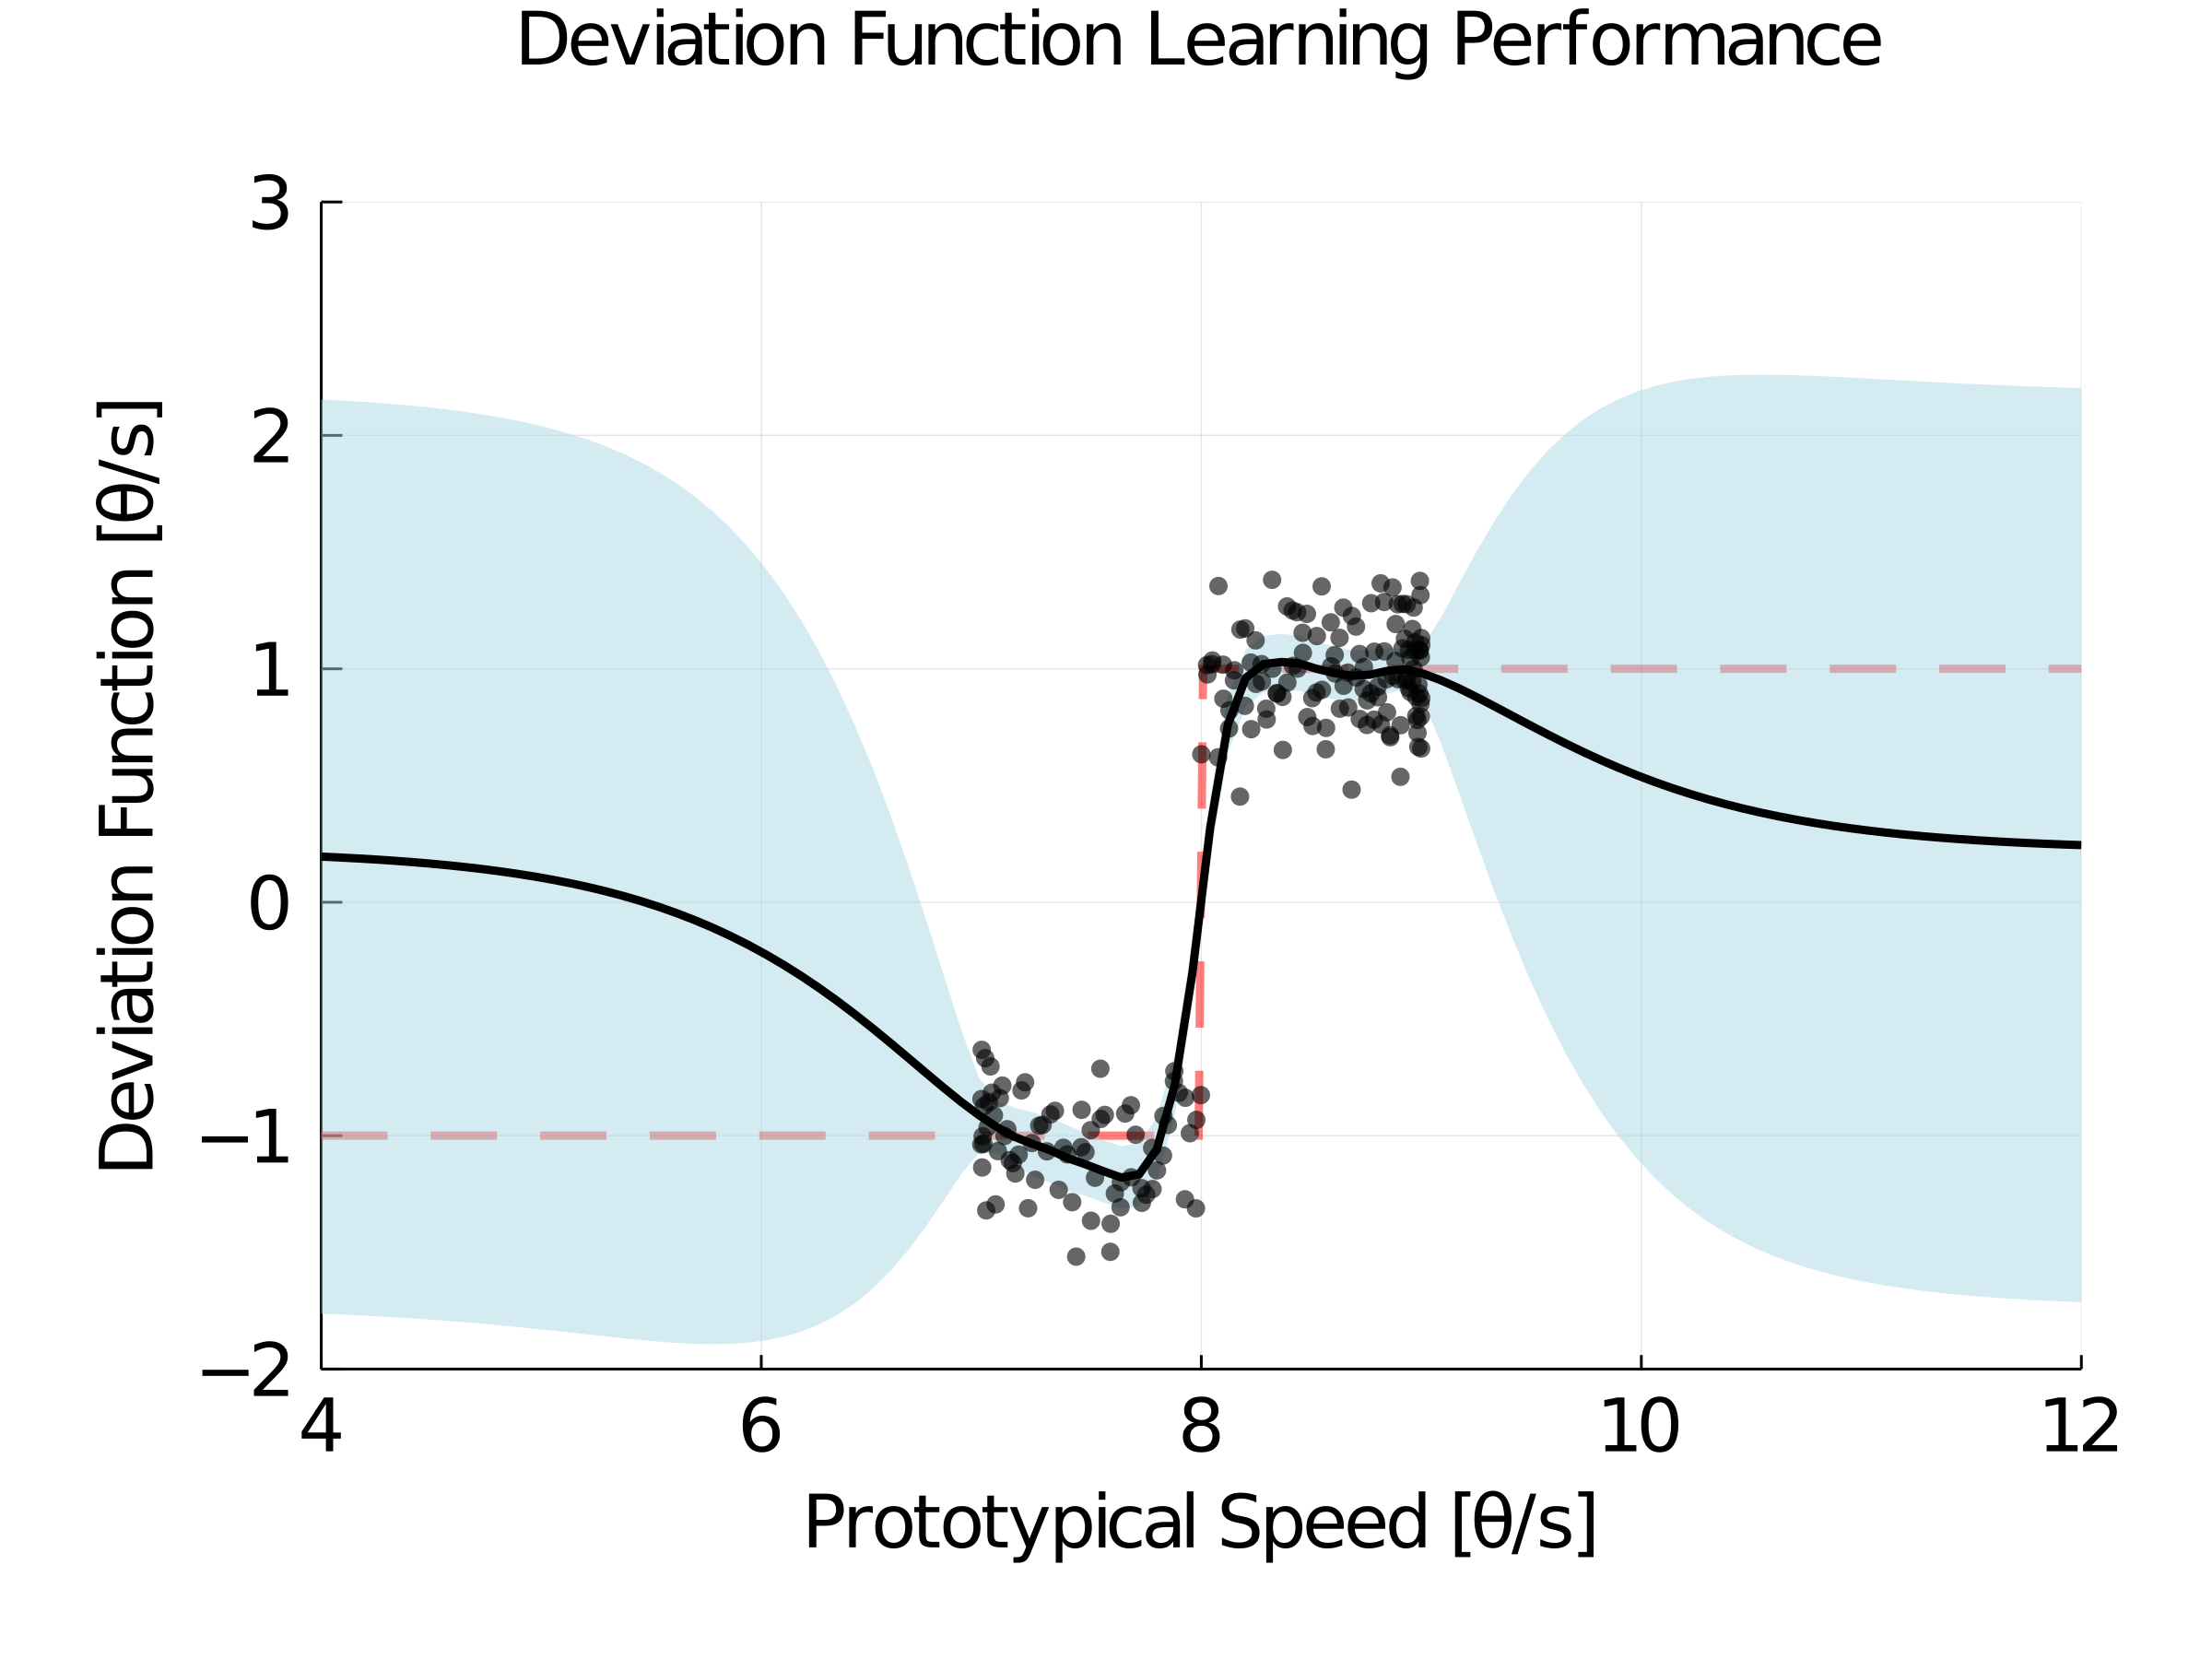 Deviation Function Learning Performance
3
2
1
0
−1
−2
Deviation Function [θ/s]
4 6 8 10 12
Prototypical Speed [θ/s]